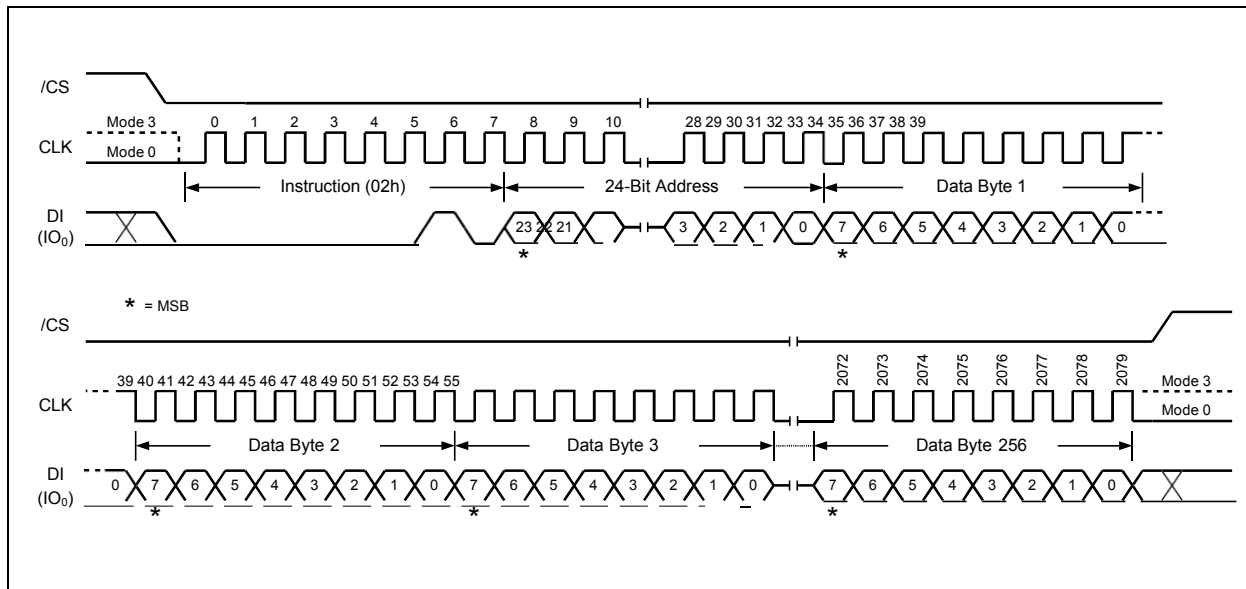 /CS
Mode 3
0 1 2 3 4 5 6 7 8 9 10 28 29 30 31 32 33 34 35 36 37 38 39
CLK
Mode 0
Instruction (02h) 24-Bit Address Data Byte 1
DI
(IO0)
23 22 21 3 2 1 0 7 6 5 4 3 2 1 0
* *
* = MSB
/CS
39 40 41 42 43 44 45 46 47 48 49 50 51 52 53 54 55 2072 2073 2074 2075 2076 2077 2078 2079
Mode 3
CLK
Mode 0
Data Byte 2 Data Byte 3 Data Byte 256
DI
(IO0)
0 7 6 5 4 3 2 1 0 7 6 5 4 3 2 1 0 7 6 5 4 3 2 1 0
* * *